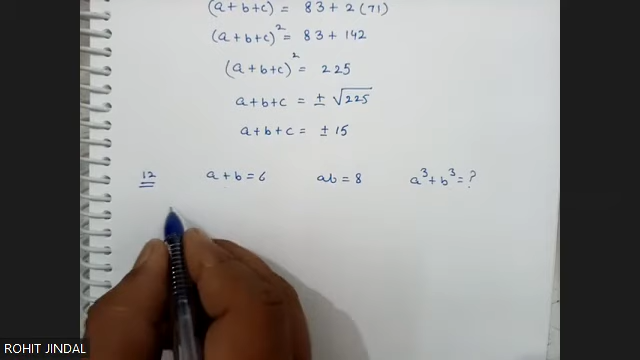 (a+b+c) = 83 + 2(71)
(a+b+c)² = 83 + 142
(a+b+c)² = 225
a+b+c = ± √225
a+b+c = ± 15
12 a+b=6 ab=8 a³+b³=?
ROHIT JINDAL